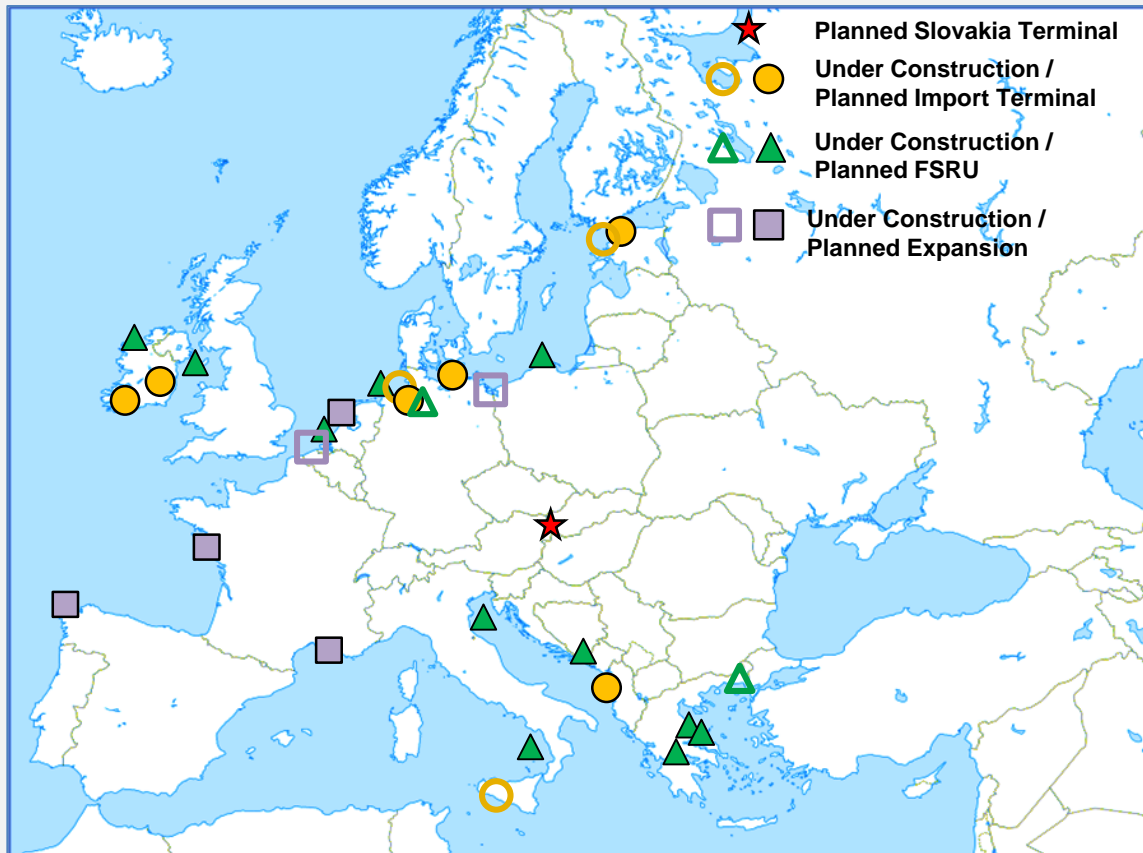 Planned Slovakia Terminal
Under Construction /
Planned Import Terminal
Under Construction /
Planned FSRU
Under Construction /
Planned Expansion